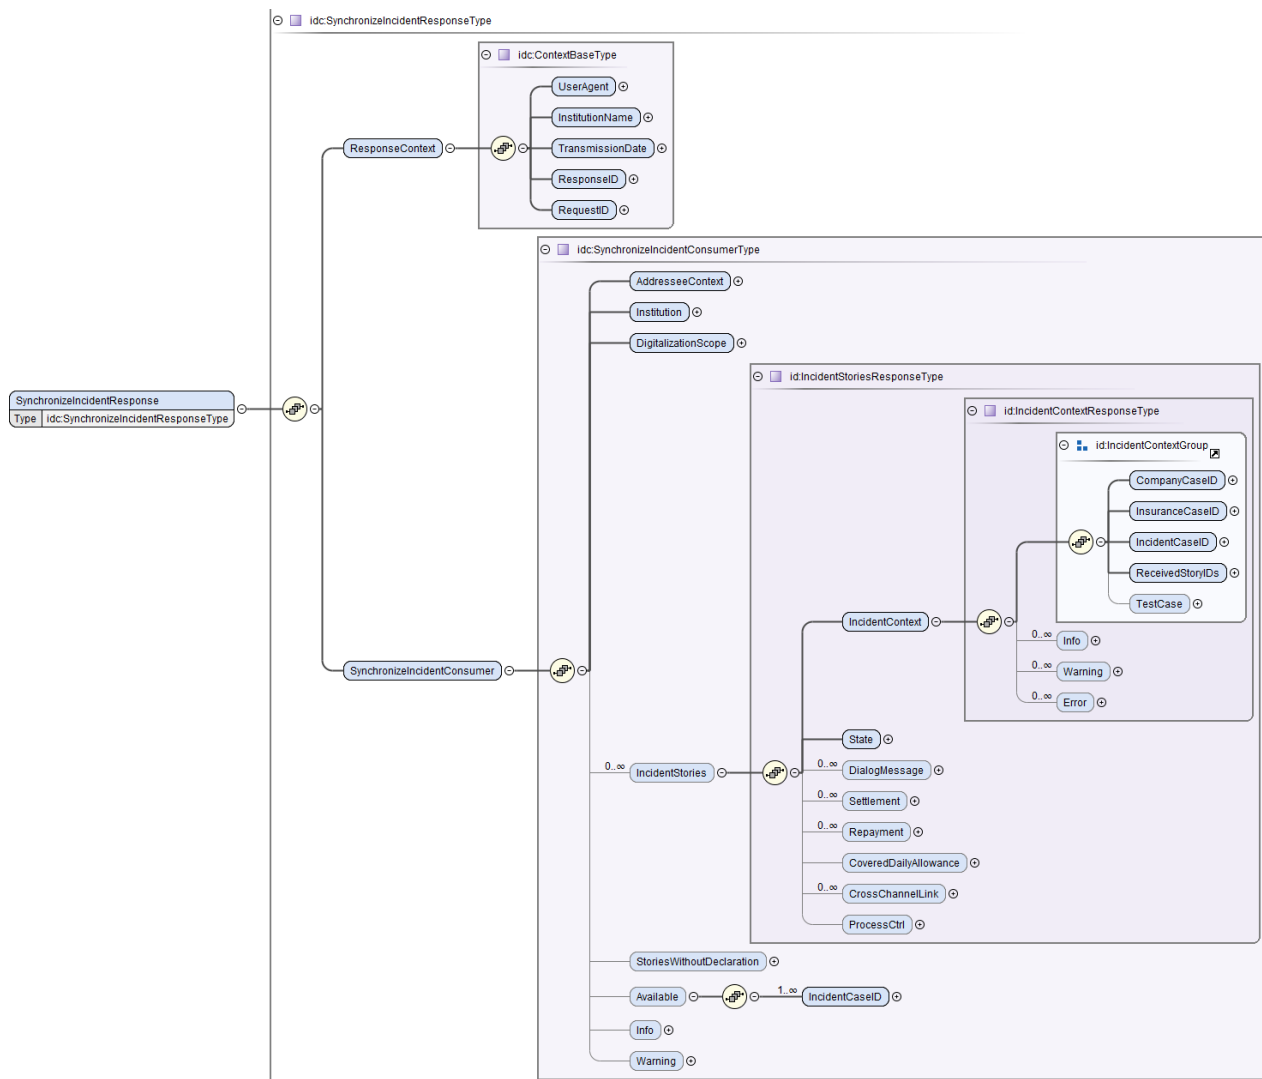 idc:SynchronizeIncidentResponseType
idc:ContextBaseType
UserAgent
InstitutionName
ResponseContext
TransmissionDate
ResponseID
RequestID
idc:SynchronizeIncidentConsumerType
AddresseeContext
Institution
DigitalizationScope
id:IncidentStoriesResponseType
SynchronizeIncidentResponse
Type idc:SynchronizeIncidentResponseType
id:IncidentContextResponseType
id:IncidentContextGroup
CompanyCaseID
InsuranceCaseID
IncidentCaseID
ReceivedStoryIDs
TestCase
IncidentContext
0..∞ Info
0..∞ Warning
0..∞ Error
SynchronizeIncidentConsumer
State
0..∞ IncidentStories
0..∞ DialogMessage
0..∞ Settlement
0..∞ Repayment
CoveredDailyAllowance
0..∞ CrossChannelLink
ProcessCtrl
StoriesWithoutDeclaration
Available 1..∞ IncidentCaseID
Info
Warning